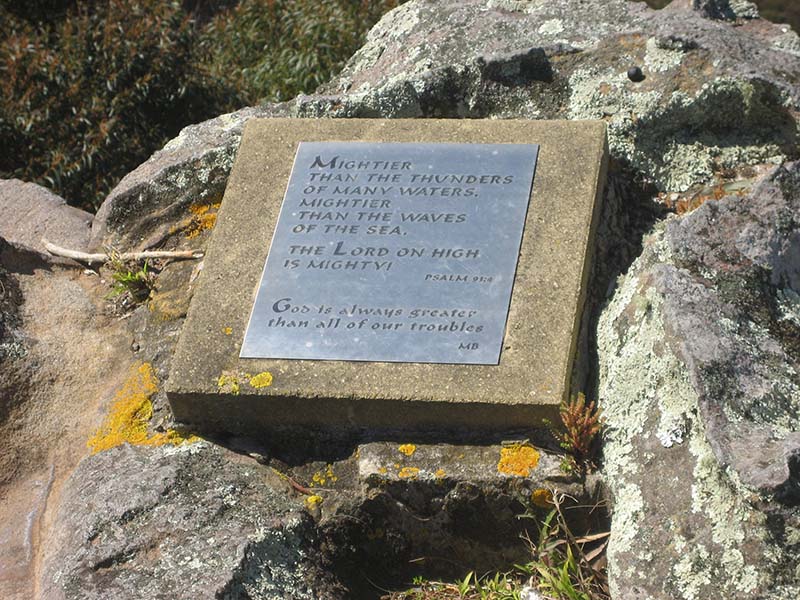 MIGHTIER
THAN THE THUNDERS
OF MANY WATERS,
MIGHTIER
THAN THE WAVES
OF THE SEA,
THE LORD ON HIGH
IS MIGHTY!
PSALM 91:4
God is always greater
than all of our troubles
MB